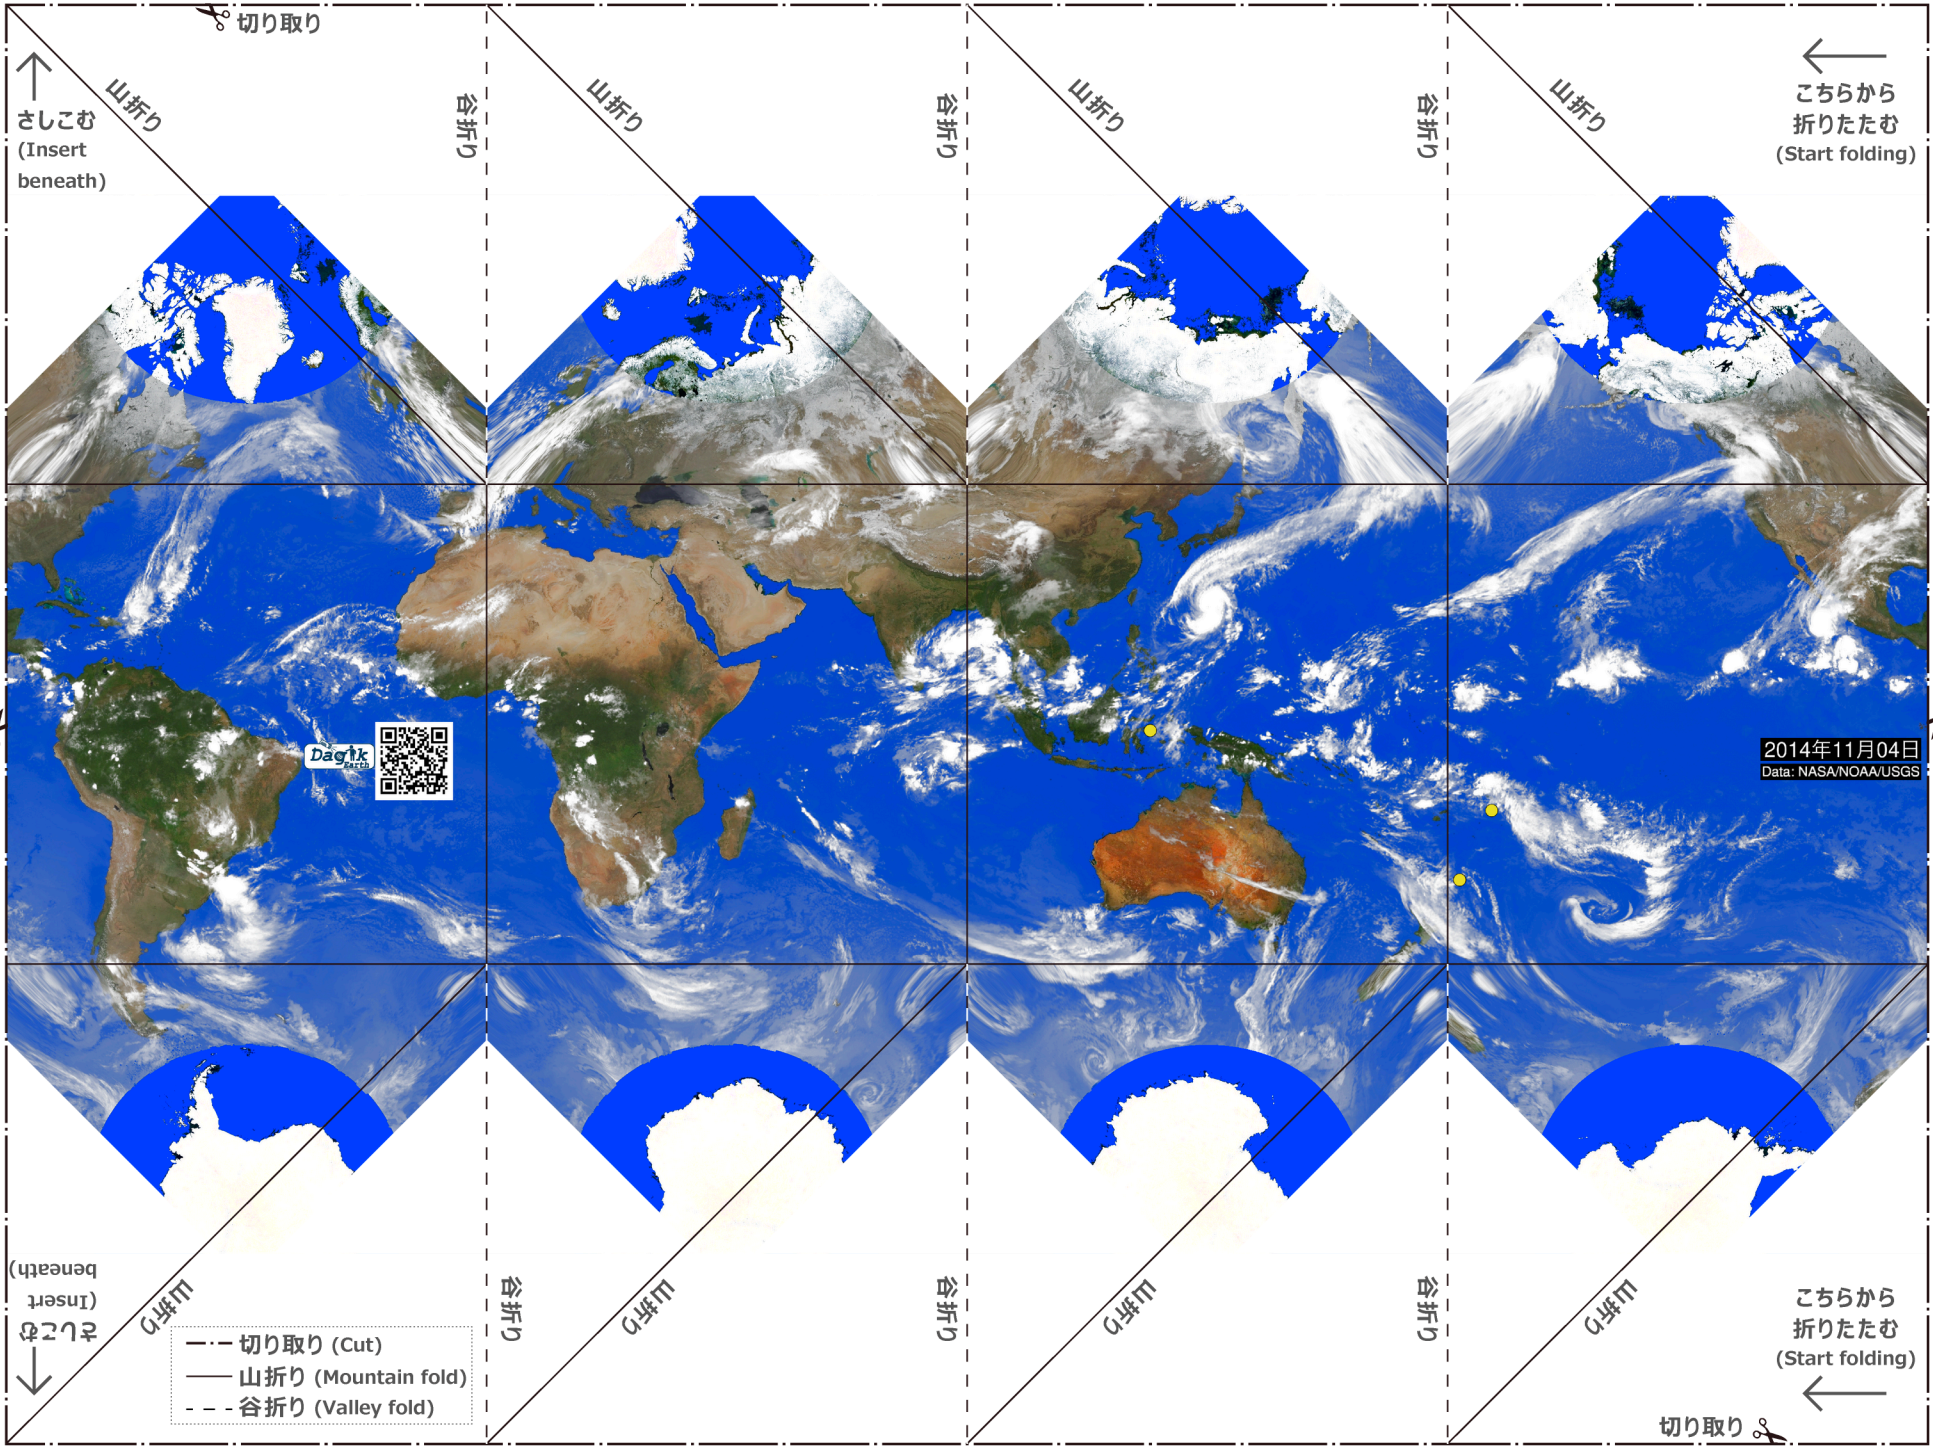 切り取り
さしこむ
(Insert
beneath)
山折り
谷折り
山折り
谷折り
山折り
谷折り
山折り
こちらから
折りたたむ
(Start folding)
Dagik
Earth
2014年11月04日
Data: NASA/NOAA/USGS
さしこむ
(Insert
beneath)
山折り
谷折り
山折り
谷折り
山折り
谷折り
山折り
こちらから
折りたたむ
(Start folding)
切り取り (Cut)
山折り (Mountain fold)
谷折り (Valley fold)
切り取り